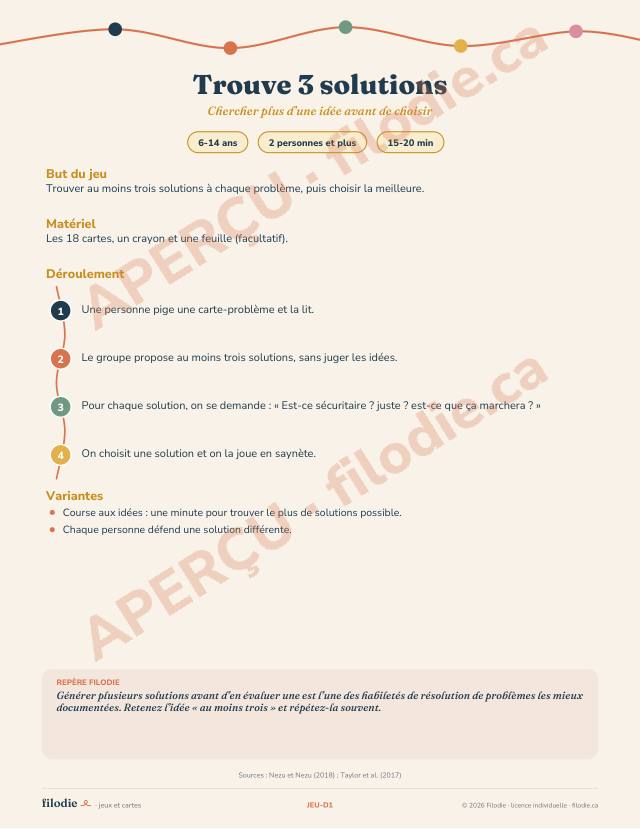 Trouve 3 solutions
Chercher plus d'une idée avant de choisir
6-14 ans
2 personnes et plus
15-20 min
But du jeu
Trouver au moins trois solutions à chaque problème, puis choisir la meilleure.
Matériel
Les 18 cartes, un crayon et une feuille (facultatif).
Déroulement
1 Une personne pige une carte-problème et la lit.
2 Le groupe propose au moins trois solutions, sans juger les idées.
3 Pour chaque solution, on se demande : « Est-ce sécuritaire ? juste ? est-ce que ça marchera ? »
4 On choisit une solution et on la joue en saynète.
Variantes
Course aux idées : une minute pour trouver le plus de solutions possible.
Chaque personne défend une solution différente.
APERÇU · filodie.ca
APERÇU · filodie.ca
REPÈRE FILODIE
Générer plusieurs solutions avant d'en évaluer une est l'une des habiletés de résolution de problèmes les mieux
documentées. Retenez l'idée « au moins trois » et répétez-la souvent.
Sources : Nezu et Nezu (2018) ; Taylor et al. (2017)
filodie · jeux et cartes
JEU-D1
© 2026 Filodie · licence individuelle · filodie.ca